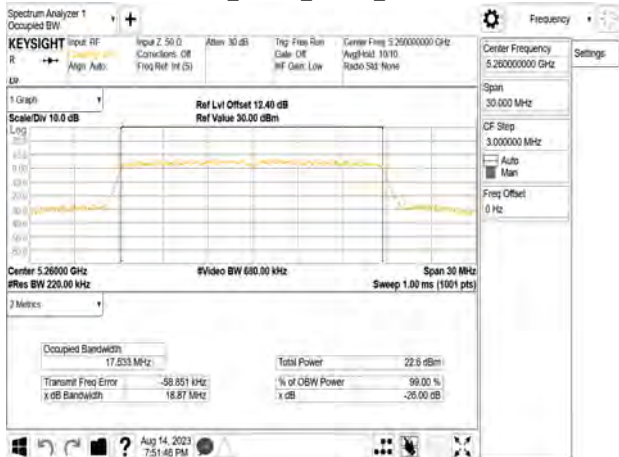 Spectrum Analyzer 1
Occupied BW
+
Frequency
KEYSIGHT
R
Input: RF
Align: Auto
Input Z: 50 Ω
Corrections: Off
Freq Ref: Int (S)
Atten: 30 dB
Trig: Free Run
Gate: Off
#IF Gain: Low
Center Freq: 5.260000000 GHz
Avg|Hold: 10/10
Radio Std: None
Center Frequency
5.260000000 GHz
Settings
Span
30.000 MHz
CF Step
3.000000 MHz
Auto
Man
Freq Offset
0 Hz
1 Graph
Scale/Div 10.0 dB
Log
Ref Lvl Offset 12.40 dB
Ref Value 30.00 dBm
0.00
Center 5.26000 GHz
#Res BW 220.00 kHz
#Video BW 680.00 kHz
Span 30 MHz
Sweep 1.00 ms (1001 pts)
2 Metrics
Occupied Bandwidth
17.533 MHz
Total Power
22.6 dBm
Transmit Freq Error
-58.851 kHz
% of OBW Power
99.00 %
x dB Bandwidth
18.87 MHz
x dB
-26.00 dB
?
Aug 14, 2023
7:51:46 PM